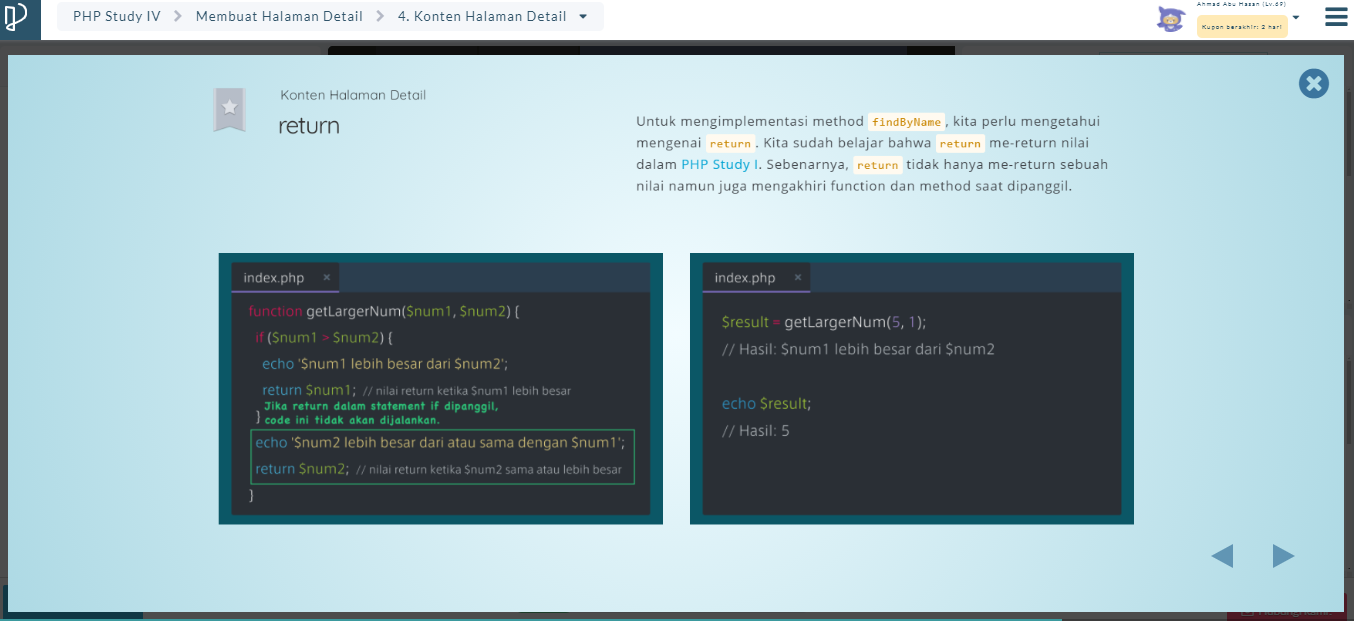 PHP Study IV
Membuat Halaman Detail
4. Konten Halaman Detail
Ahmad Abu Hasan (Lv.69)
Kupon berakhir: 2 hari
Konten Halaman Detail
return
Untuk mengimplementasi method findByName, kita perlu mengetahui
mengenai return. Kita sudah belajar bahwa return me-return nilai
dalam PHP Study I. Sebenarnya, return tidak hanya me-return sebuah
nilai namun juga mengakhiri function dan method saat dipanggil.
index.php ×
function getLargerNum($num1, $num2) {
if ($num1 > $num2) {
echo '$num1 lebih besar dari $num2';
return $num1; // nilai return ketika $num1 lebih besar
Jika return dalam statement if dipanggil,
} code ini tidak akan dijalankan.
echo '$num2 lebih besar dari atau sama dengan $num1';
return $num2; // nilai return ketika $num2 sama atau lebih besar
}
index.php ×
$result = getLargerNum(5, 1);
// Hasil: $num1 lebih besar dari $num2
echo $result;
// Hasil: 5